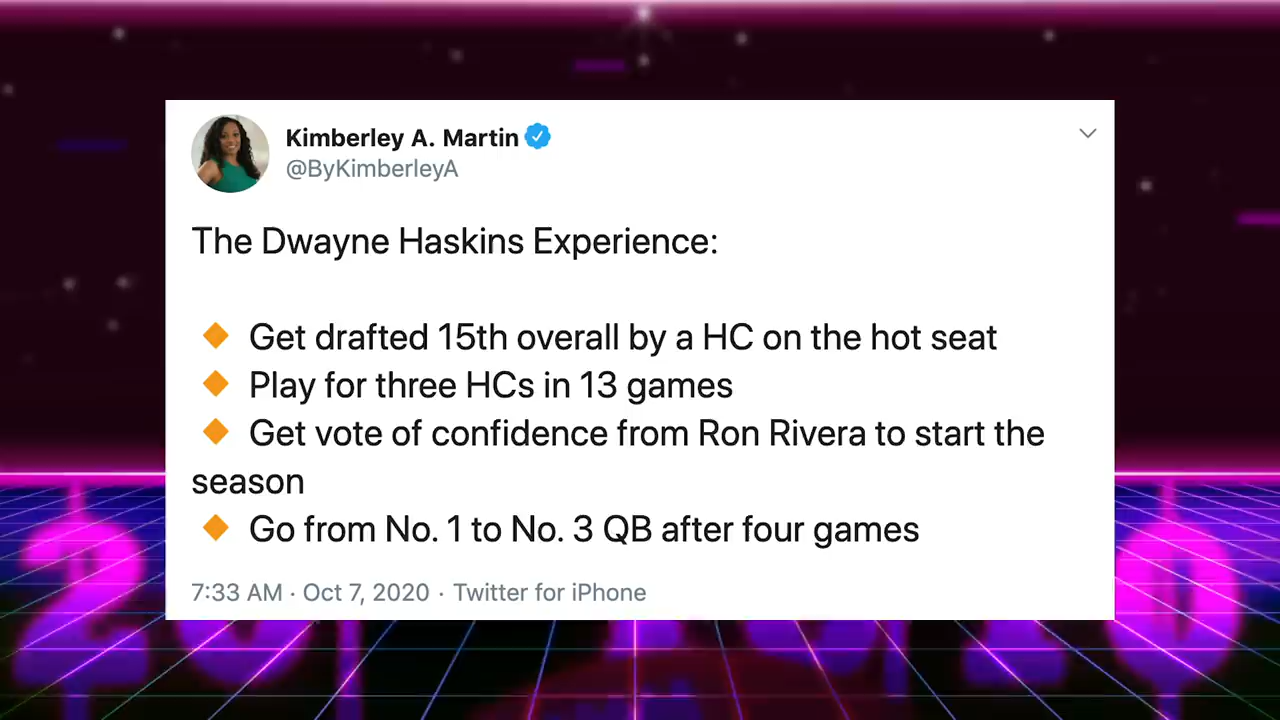 Kimberley A. Martin
@ByKimberleyA
The Dwayne Haskins Experience:
🔸 Get drafted 15th overall by a HC on the hot seat
🔸 Play for three HCs in 13 games
🔸 Get vote of confidence from Ron Rivera to start the
season
🔸 Go from No. 1 to No. 3 QB after four games
7:33 AM · Oct 7, 2020 · Twitter for iPhone